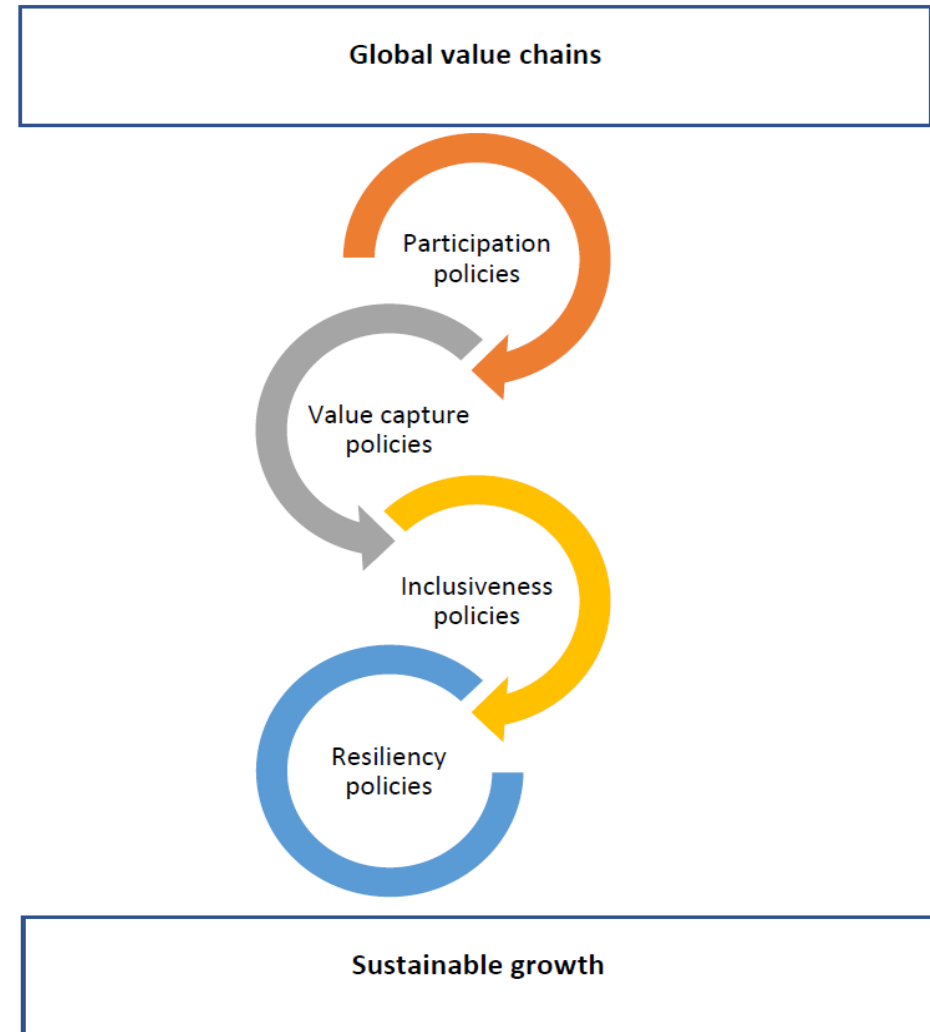 Global value chains
Participation
policies
Value capture
policies
Inclusiveness
policies
Resiliency
policies
Sustainable growth